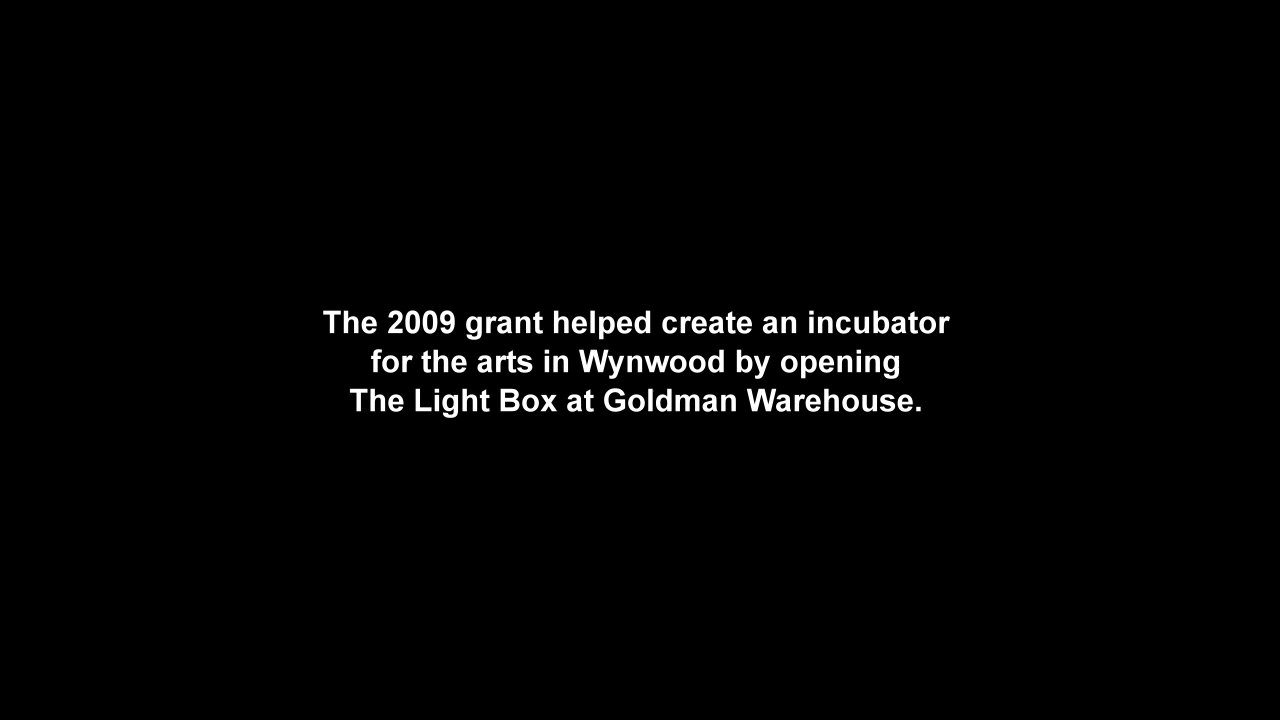 The 2009 grant helped create an incubator
for the arts in Wynwood by opening
The Light Box at Goldman Warehouse.